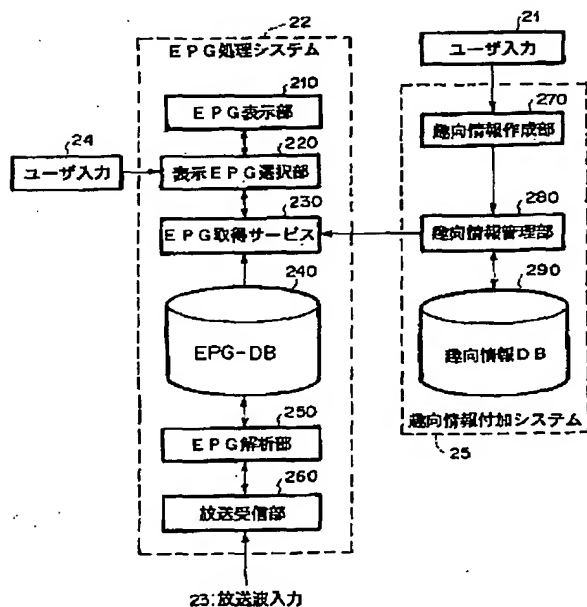 22
EPG処理システム
210
EPG表示部
24
ユーザ入力
220
表示EPG選択部
230
EPG取得サービス
240
EPG-DB
250
EPG解析部
260
放送受信部
23:放送波入力
21
ユーザ入力
270
趣向情報作成部
280
趣向情報管理部
290
趣向情報DB
趣向情報付加システム
25